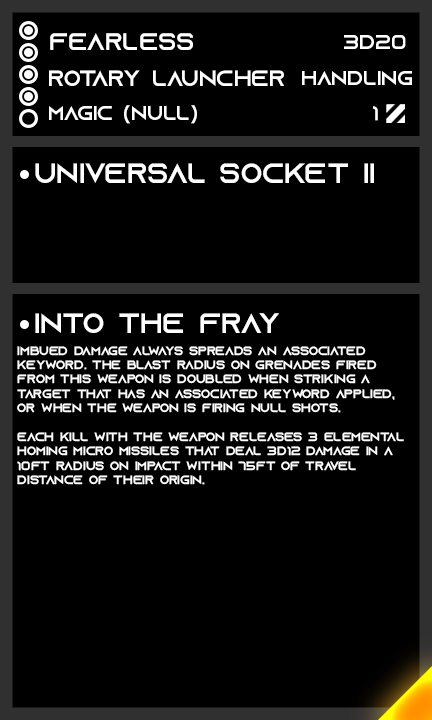 FEARLESS 3D20
ROTARY LAUNCHER HANDLING
MAGIC (NULL) 1
• UNIVERSAL SOCKET II
• INTO THE FRAY
IMBUED DAMAGE ALWAYS SPREADS AN ASSOCIATED
KEYWORD. THE BLAST RADIUS ON GRENADES FIRED
FROM THIS WEAPON IS DOUBLED WHEN STRIKING A
TARGET THAT HAS AN ASSOCIATED KEYWORD APPLIED,
OR WHEN THE WEAPON IS FIRING NULL SHOTS.
EACH KILL WITH THE WEAPON RELEASES 3 ELEMENTAL
HOMING MICRO MISSILES THAT DEAL 3D12 DAMAGE IN A
10FT RADIUS ON IMPACT WITHIN 75FT OF TRAVEL
DISTANCE OF THEIR ORIGIN.